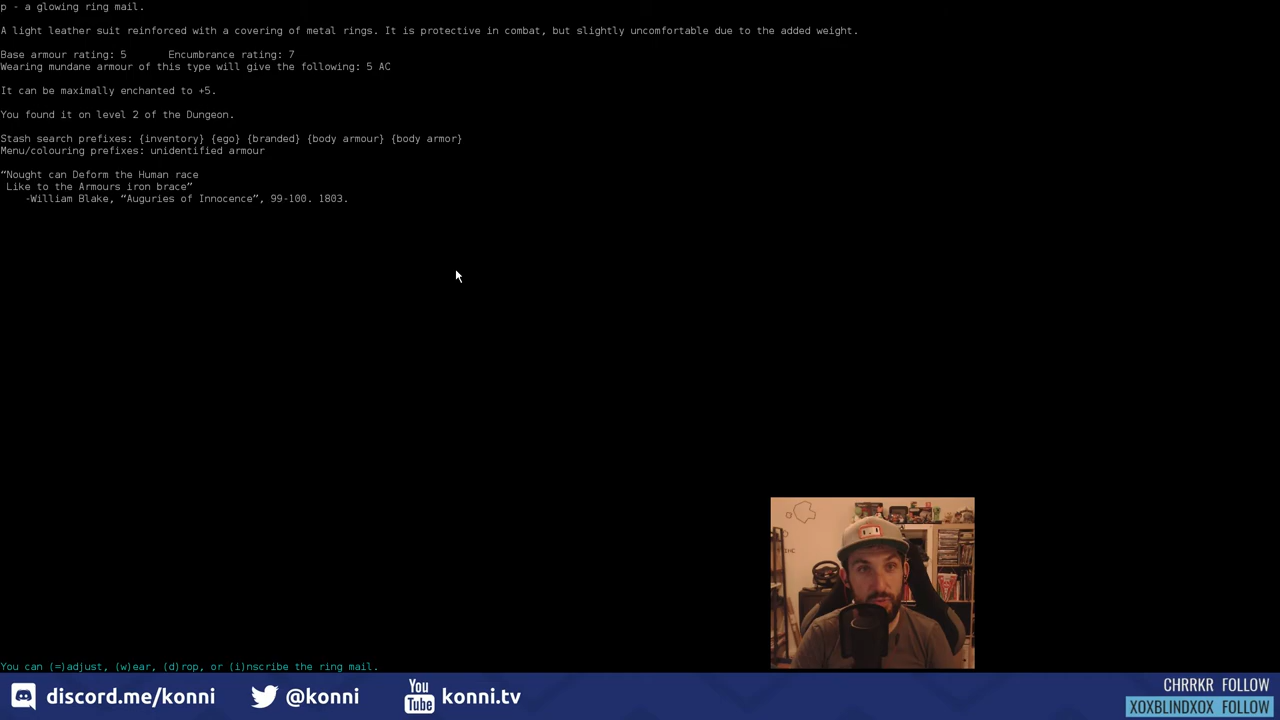 p - a glowing ring mail.
A light leather suit reinforced with a covering of metal rings. It is protective in combat, but slightly uncomfortable due to the added weight.
Base armour rating: 5       Encumbrance rating: 7
Wearing mundane armour of this type will give the following: 5 AC
It can be maximally enchanted to +5.
You found it on level 2 of the Dungeon.
Stash search prefixes: {inventory} {ego} {branded} {body armour} {body armor}
Menu/colouring prefixes: unidentified armour
“Nought can Deform the Human race
Like to the Armours iron brace”
-William Blake, “Auguries of Innocence”, 99-100. 1803.
You can (=)adjust, (w)ear, (d)rop, or (i)nscribe the ring mail.
discord.me/konni
@konni
You Tube konni.tv
CHRRKR FOLLOW
XOXBLINDXOX FOLLOW